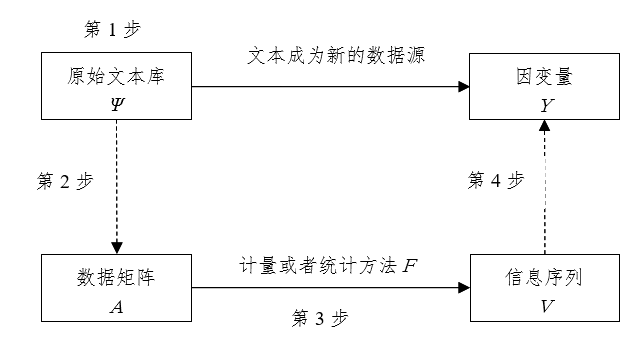 第 1 步
文本成为新的数据源
原始文本库
Ψ
因变量
Y
第 2 步
第 4 步
计量或者统计方法 F
数据矩阵
A
信息序列
V
第 3 步